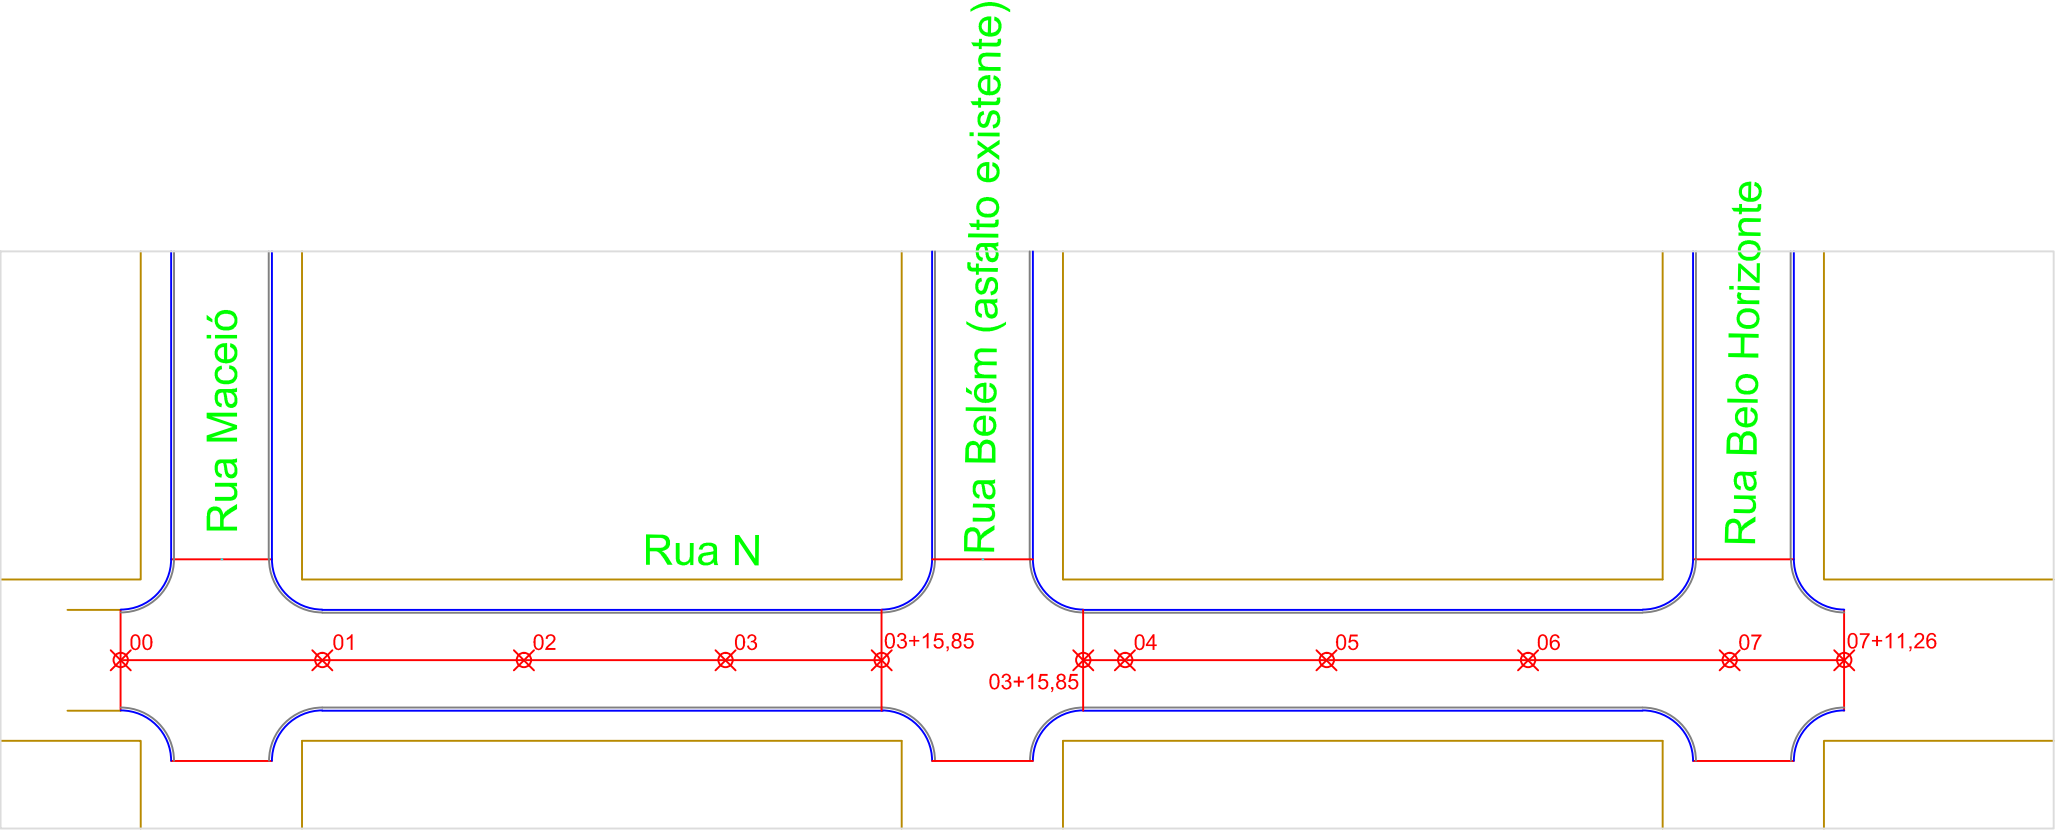 Rua Belém (asfalto existente)
Rua Belo Horizonte
Rua Maceió
Rua N
00
01
02
03
03+15,85
03+15,85
04
05
06
07
07+11,26